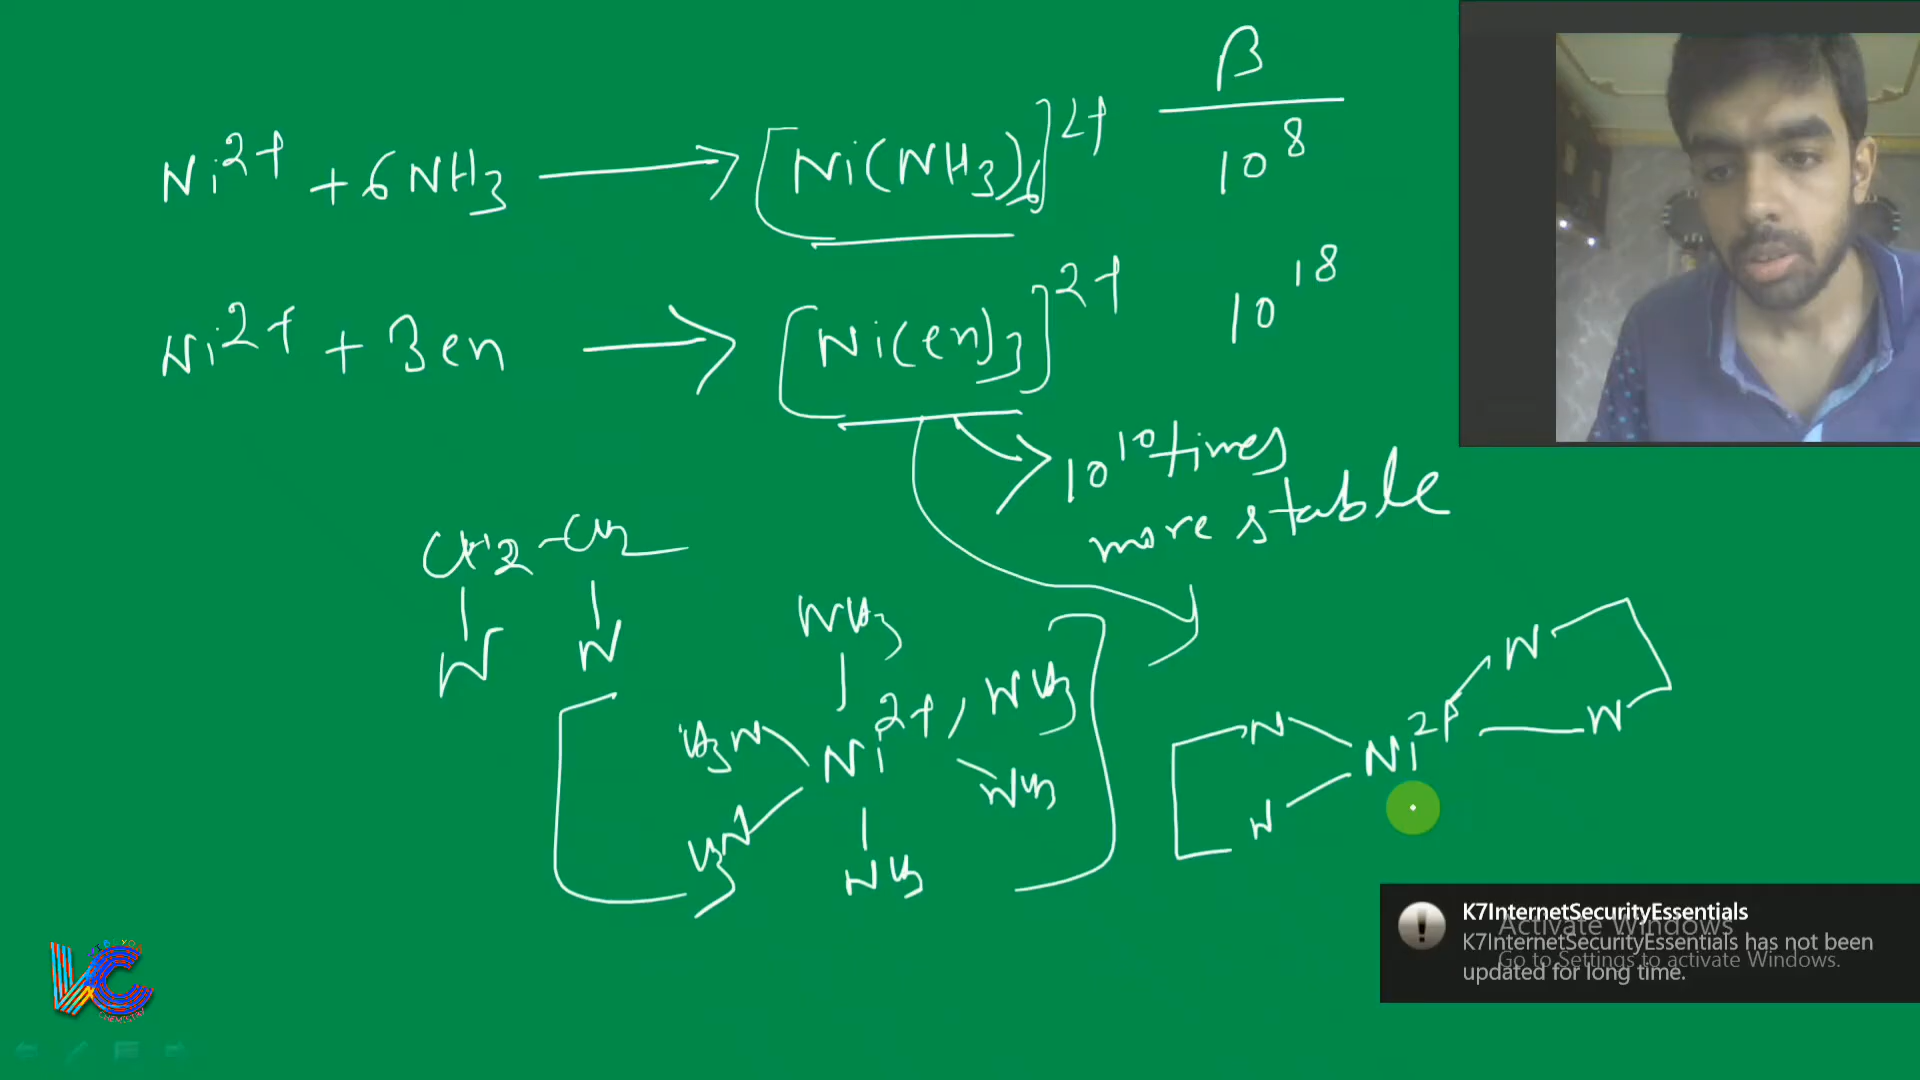 β
Ni2+ + 6NH3 → [Ni(NH3)6]2+ 10^8
Ni2+ + 3en → [Ni(en)3]2+ 10^18
10^10 times
more stable
CH2-CH2
N N
NH3
H3N Ni2+, NH3
H3N NH3
NH3
N N
N Ni2+ N
K7InternetSecurityEssentials
K7InternetSecurityEssentials has not been
updated for long time.
Activate Windows
Go to Settings to activate Windows.
VC
CHEMISTRY